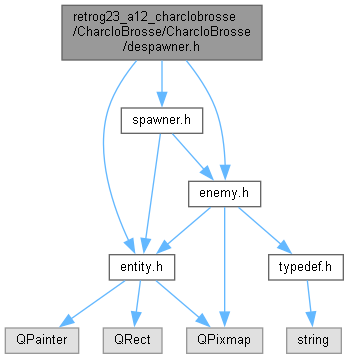 retrog23_a12_charclobrosse
/CharcloBrosse/CharcloBrosse
/despawner.h
spawner.h
enemy.h
entity.h
typedef.h
QPainter
QRect
QPixmap
string